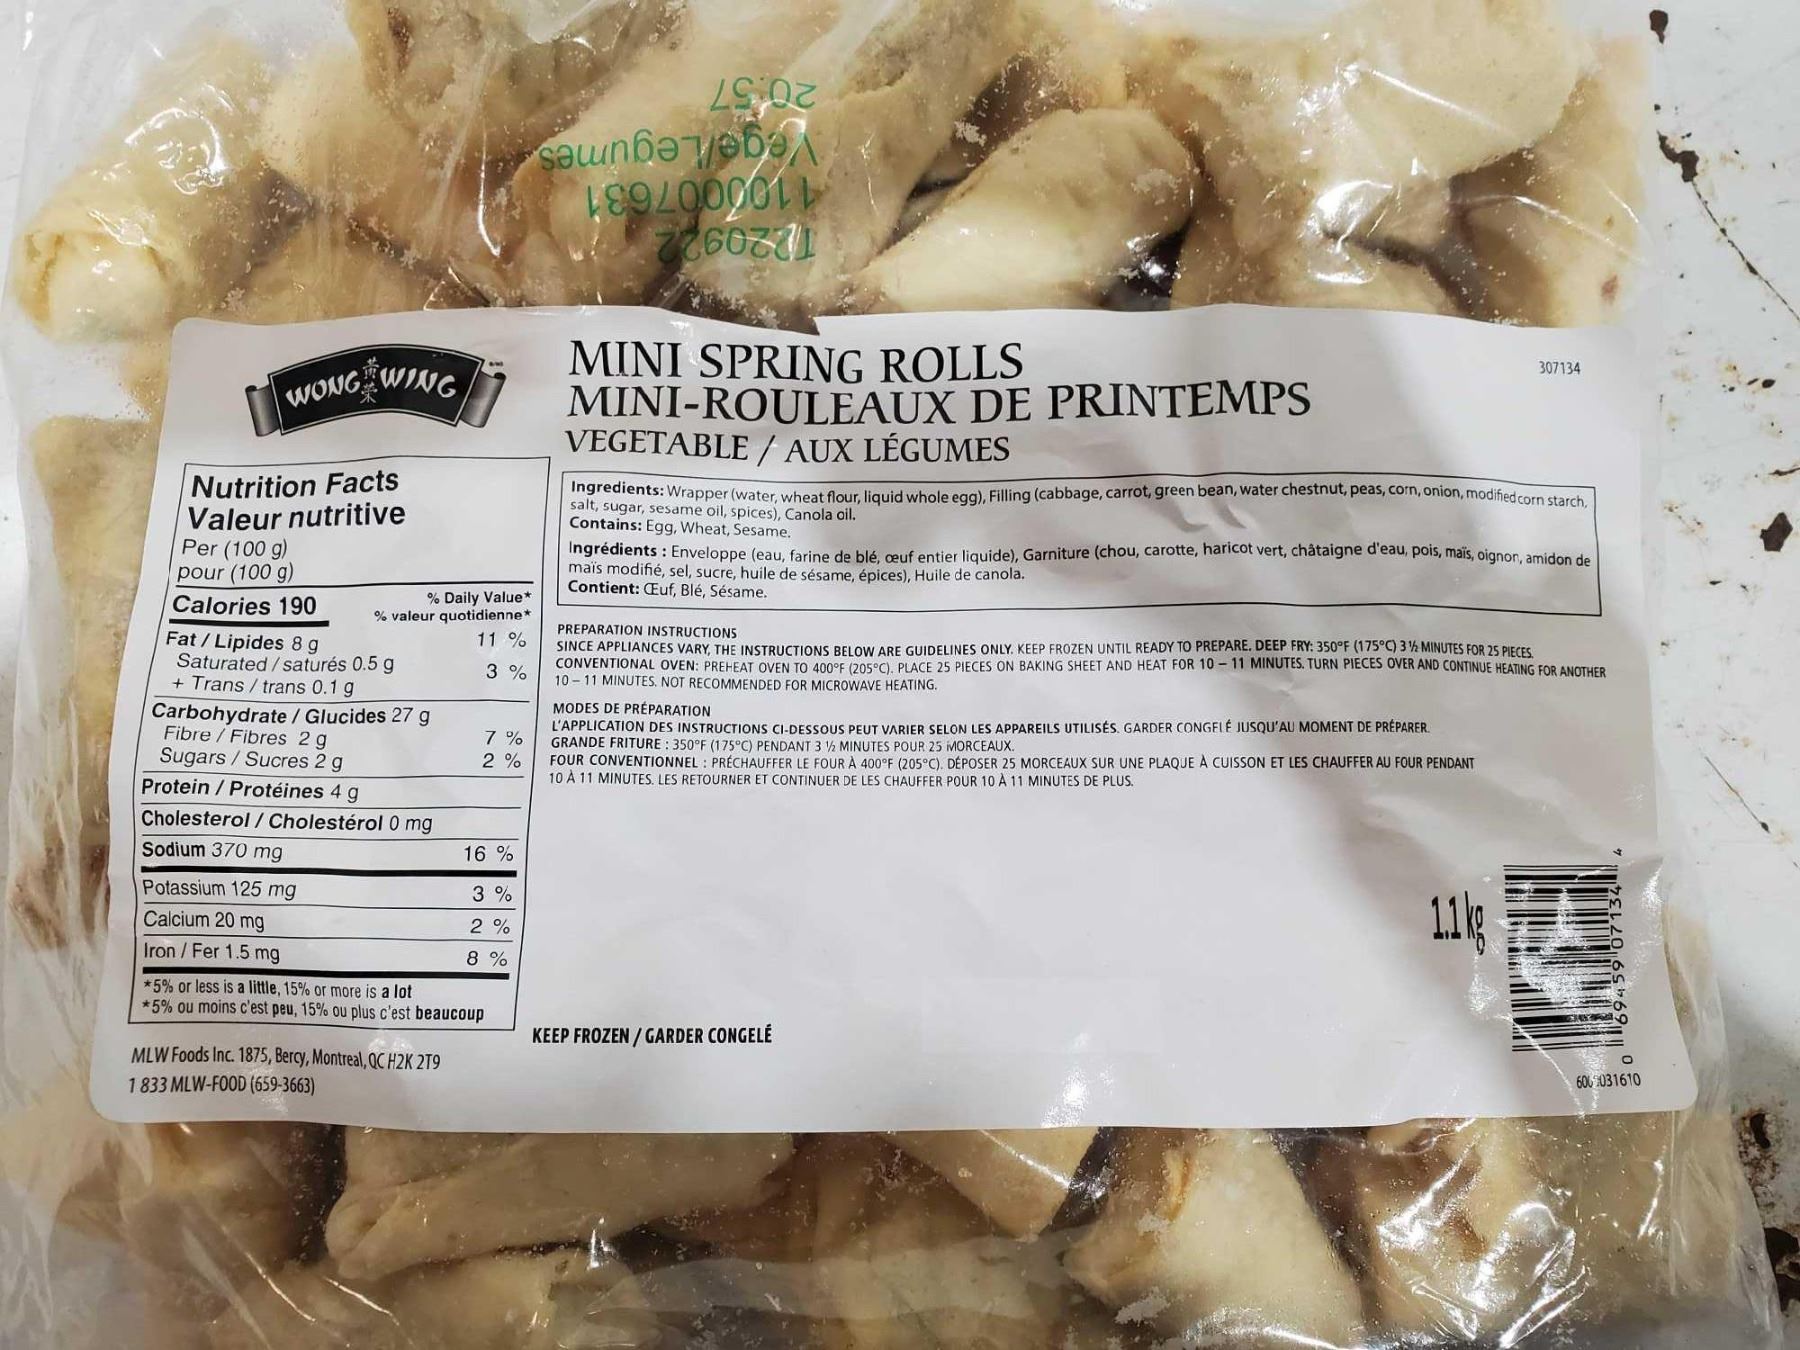 20:57
Vege/Legumes
1100007631
T220922
WONG 黃榮 WING
MINI SPRING ROLLS
MINI-ROULEAUX DE PRINTEMPS
VEGETABLE / AUX LÉGUMES
307134
Nutrition Facts
Valeur nutritive
Per (100 g)
pour (100 g)
Calories 190
% Daily Value*
% valeur quotidienne*
Fat / Lipides 8 g 11 %
Saturated / saturés 0.5 g
+ Trans / trans 0.1 g 3 %
Carbohydrate / Glucides 27 g
Fibre / Fibres 2 g 7 %
Sugars / Sucres 2 g 2 %
Protein / Protéines 4 g
Cholesterol / Cholestérol 0 mg
Sodium 370 mg 16 %
Potassium 125 mg 3 %
Calcium 20 mg 2 %
Iron / Fer 1.5 mg 8 %
*5% or less is a little, 15% or more is a lot
*5% ou moins c'est peu, 15% ou plus c'est beaucoup
MLW Foods Inc. 1875, Bercy, Montreal, QC H2K 2T9
1 833 MLW-FOOD (659-3663)
Ingredients: Wrapper (water, wheat flour, liquid whole egg), Filling (cabbage, carrot, green bean, water chestnut, peas, corn, onion, modified corn starch,
salt, sugar, sesame oil, spices), Canola oil.
Contains: Egg, Wheat, Sesame.
Ingrédients : Enveloppe (eau, farine de blé, œuf entier liquide), Garniture (chou, carotte, haricot vert, châtaigne d'eau, pois, maïs, oignon, amidon de
maïs modifié, sel, sucre, huile de sésame, épices), Huile de canola.
Contient: Œuf, Blé, Sésame.
PREPARATION INSTRUCTIONS
SINCE APPLIANCES VARY, THE INSTRUCTIONS BELOW ARE GUIDELINES ONLY. KEEP FROZEN UNTIL READY TO PREPARE. DEEP FRY: 350°F (175°C) 3 ½ MINUTES FOR 25 PIECES.
CONVENTIONAL OVEN: PREHEAT OVEN TO 400°F (205°C). PLACE 25 PIECES ON BAKING SHEET AND HEAT FOR 10 – 11 MINUTES. TURN PIECES OVER AND CONTINUE HEATING FOR ANOTHER
10 – 11 MINUTES. NOT RECOMMENDED FOR MICROWAVE HEATING.
MODES DE PRÉPARATION
L'APPLICATION DES INSTRUCTIONS CI-DESSOUS PEUT VARIER SELON LES APPAREILS UTILISÉS. GARDER CONGELÉ JUSQU'AU MOMENT DE PRÉPARER.
GRANDE FRITURE : 350°F (175°C) PENDANT 3 ½ MINUTES POUR 25 MORCEAUX.
FOUR CONVENTIONNEL : PRÉCHAUFFER LE FOUR À 400°F (205°C). DÉPOSER 25 MORCEAUX SUR UNE PLAQUE À CUISSON ET LES CHAUFFER AU FOUR PENDANT
10 À 11 MINUTES. LES RETOURNER ET CONTINUER DE LES CHAUFFER POUR 10 À 11 MINUTES DE PLUS.
KEEP FROZEN / GARDER CONGELÉ
1.1 kg
0 69459 07134 4